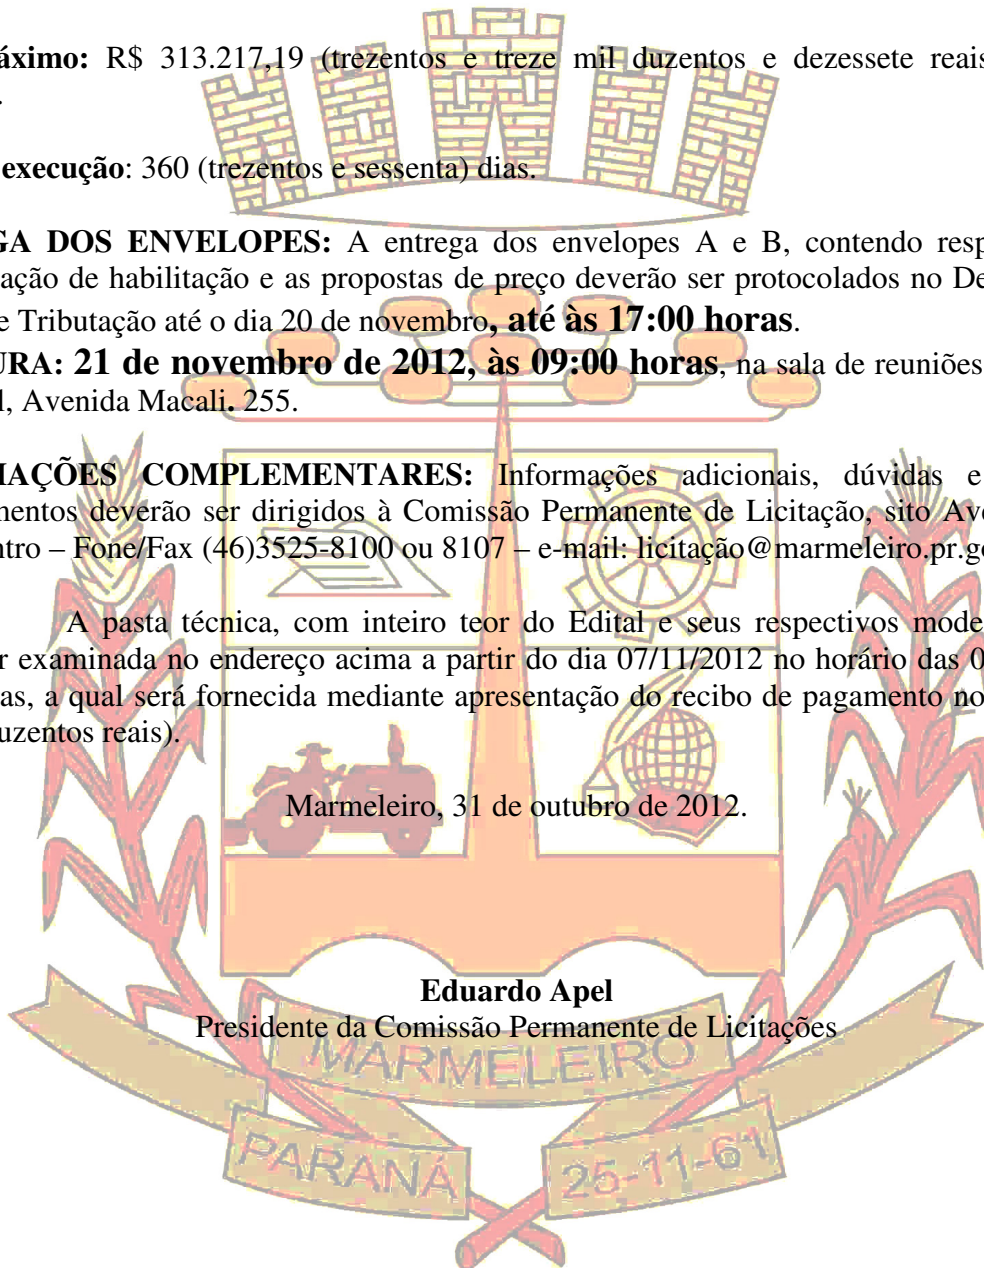 áximo: R$ 313.217,19 (trezentos e treze mil duzentos e dezessete reais
.
execução: 360 (trezentos e sessenta) dias.
GA DOS ENVELOPES: A entrega dos envelopes A e B, contendo resp
ação de habilitação e as propostas de preço deverão ser protocolados no De
e Tributação até o dia 20 de novembro, até às 17:00 horas.
URA: 21 de novembro de 2012, às 09:00 horas, na sala de reuniões
l, Avenida Macali. 255.
MAÇÕES COMPLEMENTARES: Informações adicionais, dúvidas e
mentos deverão ser dirigidos à Comissão Permanente de Licitação, sito Ave
ntro – Fone/Fax (46)3525-8100 ou 8107 – e-mail: licitação@marmeleiro.pr.go
A pasta técnica, com inteiro teor do Edital e seus respectivos mode
r examinada no endereço acima a partir do dia 07/11/2012 no horário das 0
as, a qual será fornecida mediante apresentação do recibo de pagamento no
uzentos reais).
Marmeleiro, 31 de outubro de 2012.
Eduardo Apel
Presidente da Comissão Permanente de Licitações
MARMELEIRO
PARANÁ 25-11-61